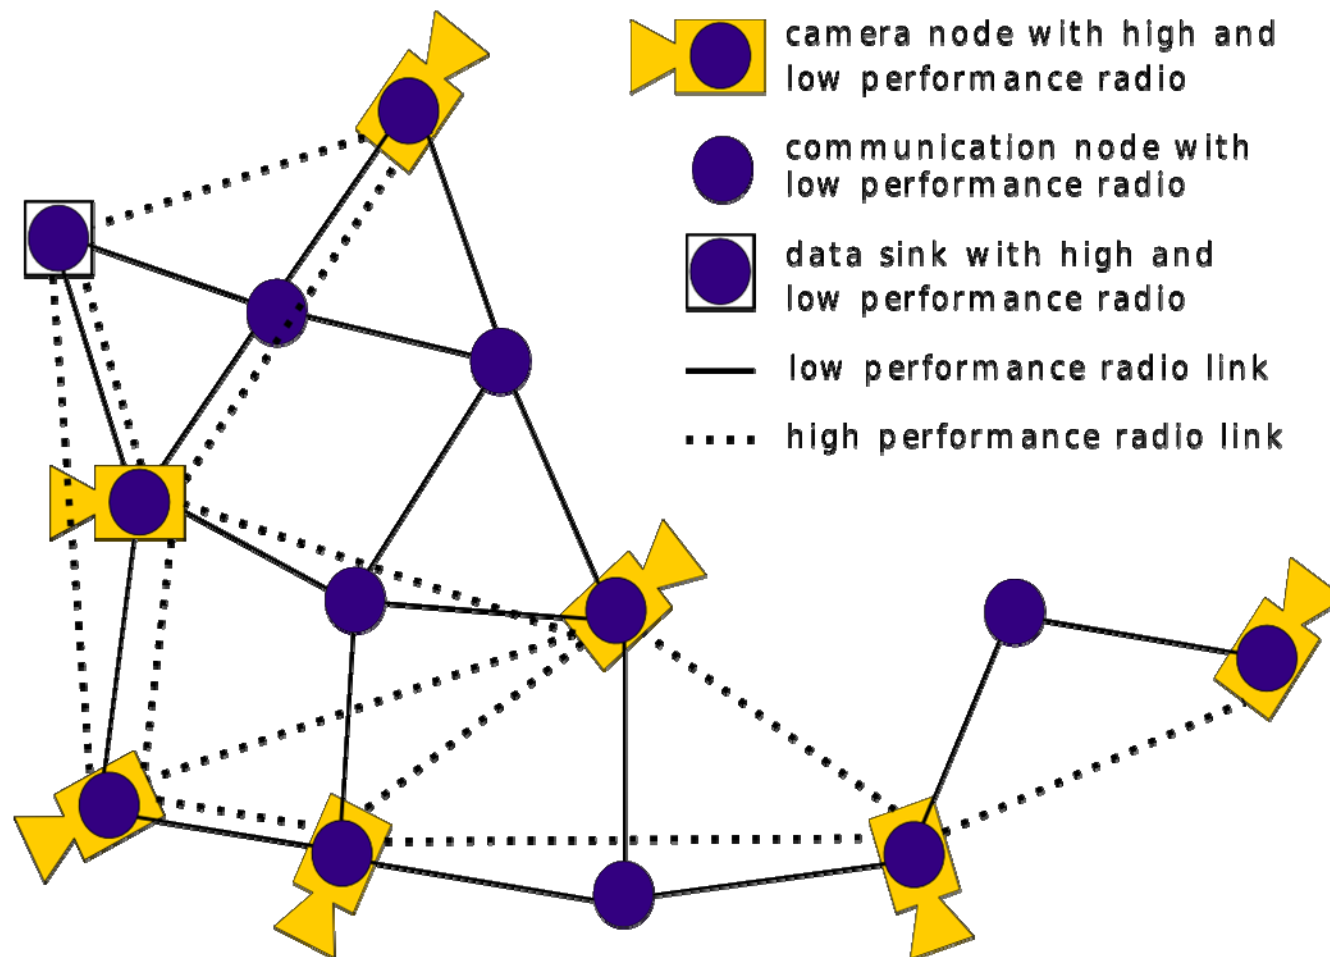 camera node with high and
low performance radio
communication node with
low performance radio
data sink with high and
low performance radio
low performance radio link
high performance radio link